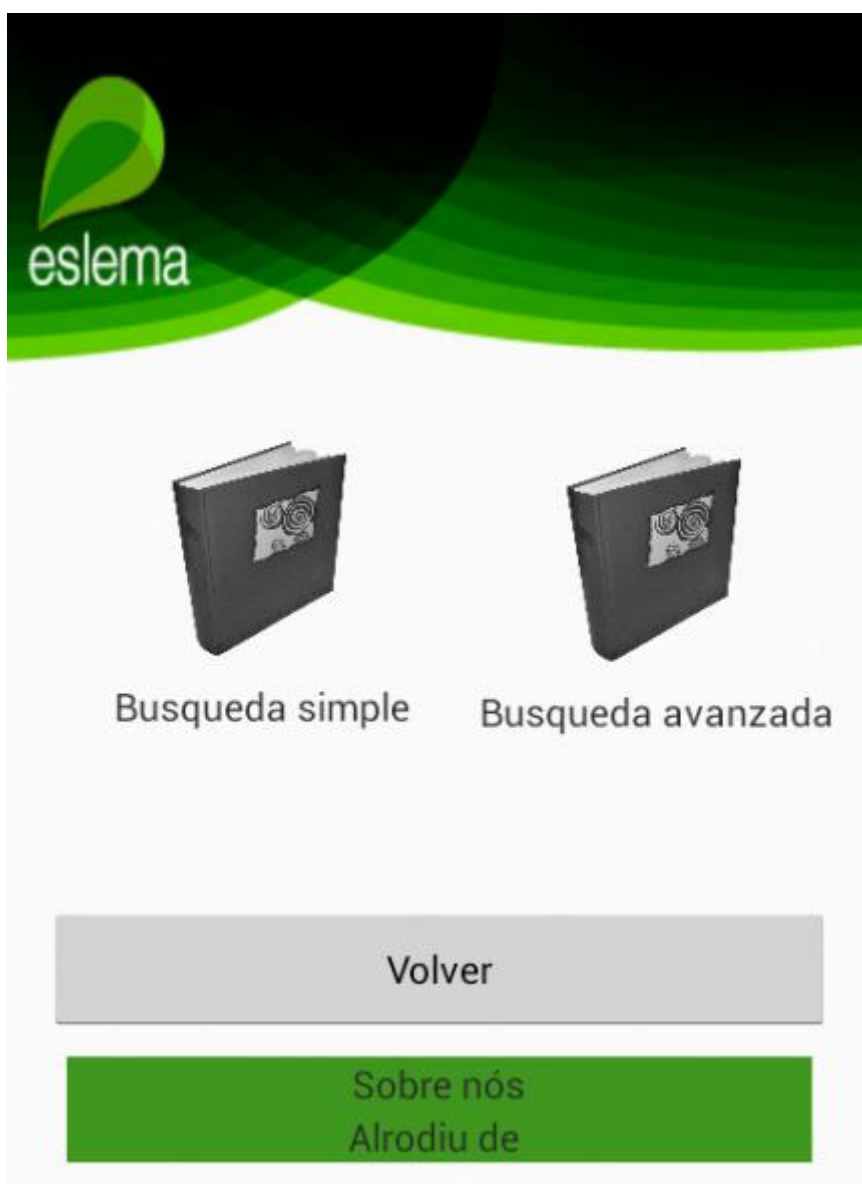 eslema
Busqueda simple
Busqueda avanzada
Volver
Sobre nós
Alrodiu de